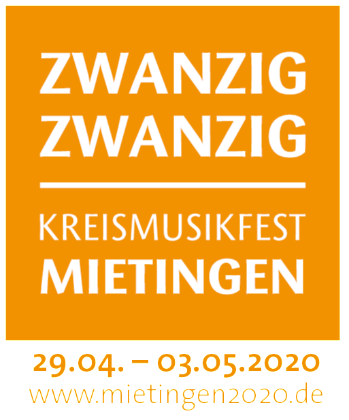 ZWANZIG
ZWANZIG
KREISMUSIKFEST
MIETINGEN
29.04. – 03.05.2020
www.mietingen2020.de